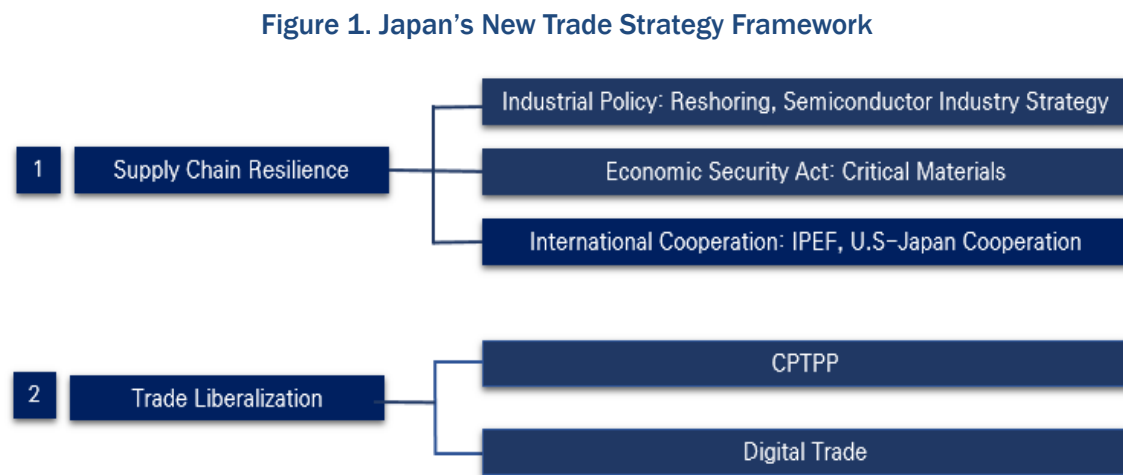 Figure 1. Japan's New Trade Strategy Framework
Industrial Policy: Reshoring, Semiconductor Industry Strategy
1
Supply Chain Resilience
Economic Security Act: Critical Materials
International Cooperation: IPEF, U.S-Japan Cooperation
CPTPP
2
Trade Liberalization
Digital Trade